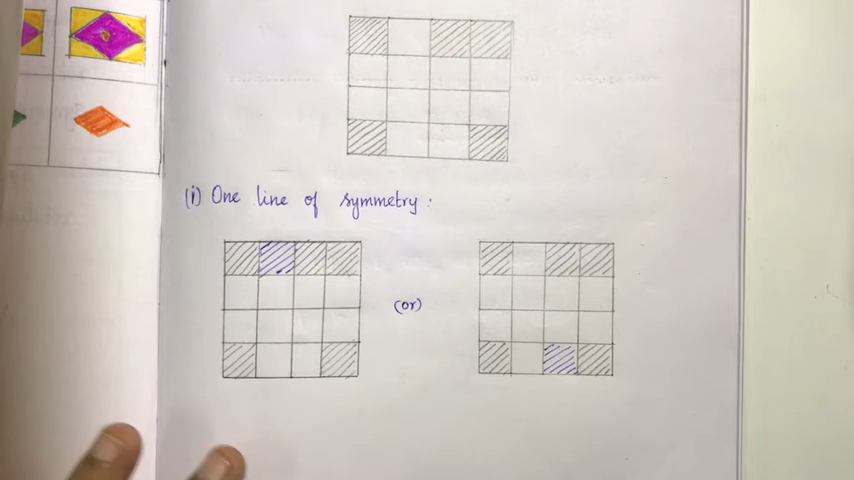 (i) One line of symmetry :
(or)